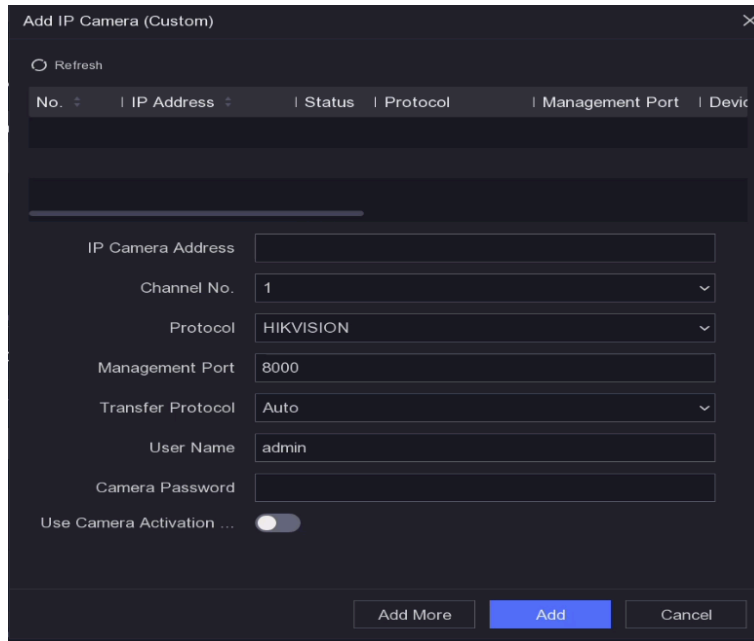 Add IP Camera (Custom)
Refresh
No. IP Address Status Protocol Management Port Devic
IP Camera Address
Channel No. 1
Protocol HIKVISION
Management Port 8000
Transfer Protocol Auto
User Name admin
Camera Password
Use Camera Activation ...
Add More Add Cancel